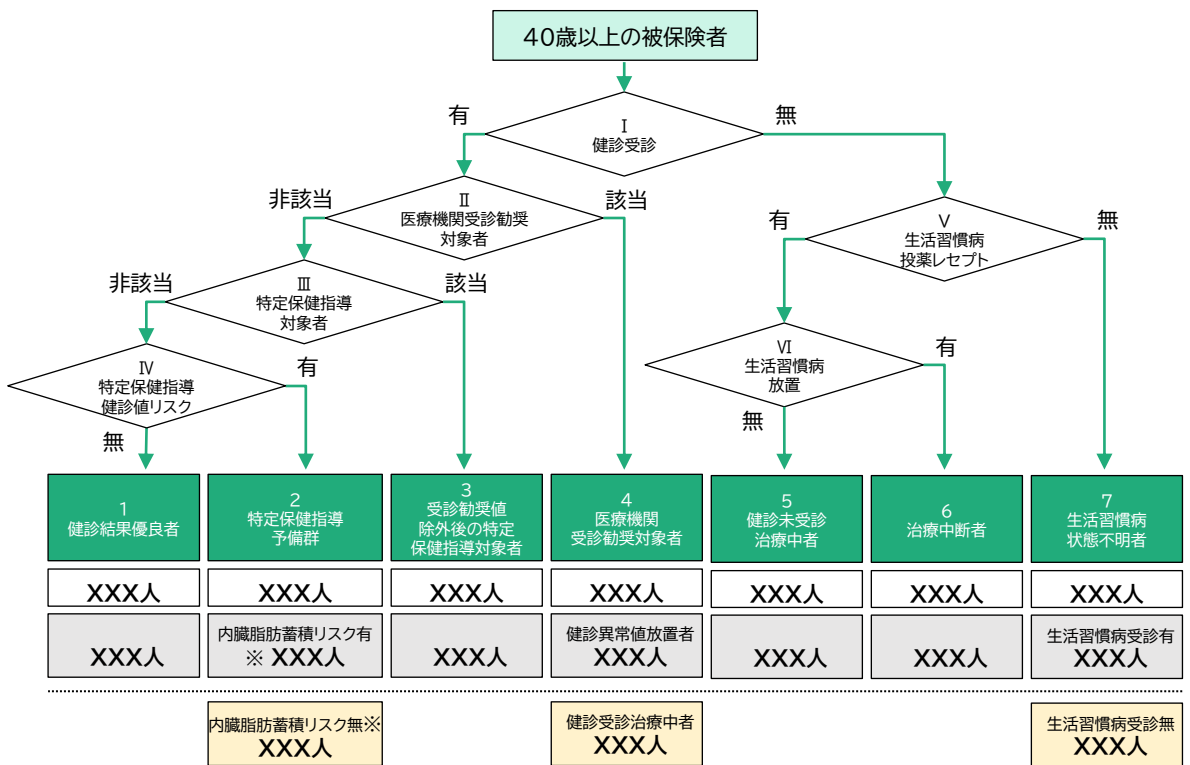 40歳以上の被保険者
Ⅰ
健診受診
有
無
Ⅱ
医療機関受診勧奨
対象者
非該当
該当
Ⅴ
生活習慣病
投薬レセプト
有
無
Ⅲ
特定保健指導
対象者
非該当
該当
Ⅵ
生活習慣病
放置
有
無
Ⅳ
特定保健指導
健診値リスク
有
無
1
健診結果優良者
2
特定保健指導
予備群
3
受診勧奨値
除外後の特定
保健指導対象者
4
医療機関
受診勧奨対象者
5
健診未受診
治療中者
6
治療中断者
7
生活習慣病
状態不明者
XXX人
XXX人
XXX人
XXX人
XXX人
XXX人
XXX人
XXX人
内臓脂肪蓄積リスク有
※ XXX人
XXX人
健診異常値放置者
XXX人
XXX人
XXX人
生活習慣病受診有
XXX人
内臓脂肪蓄積リスク無※
XXX人
健診受診治療中者
XXX人
生活習慣病受診無
XXX人